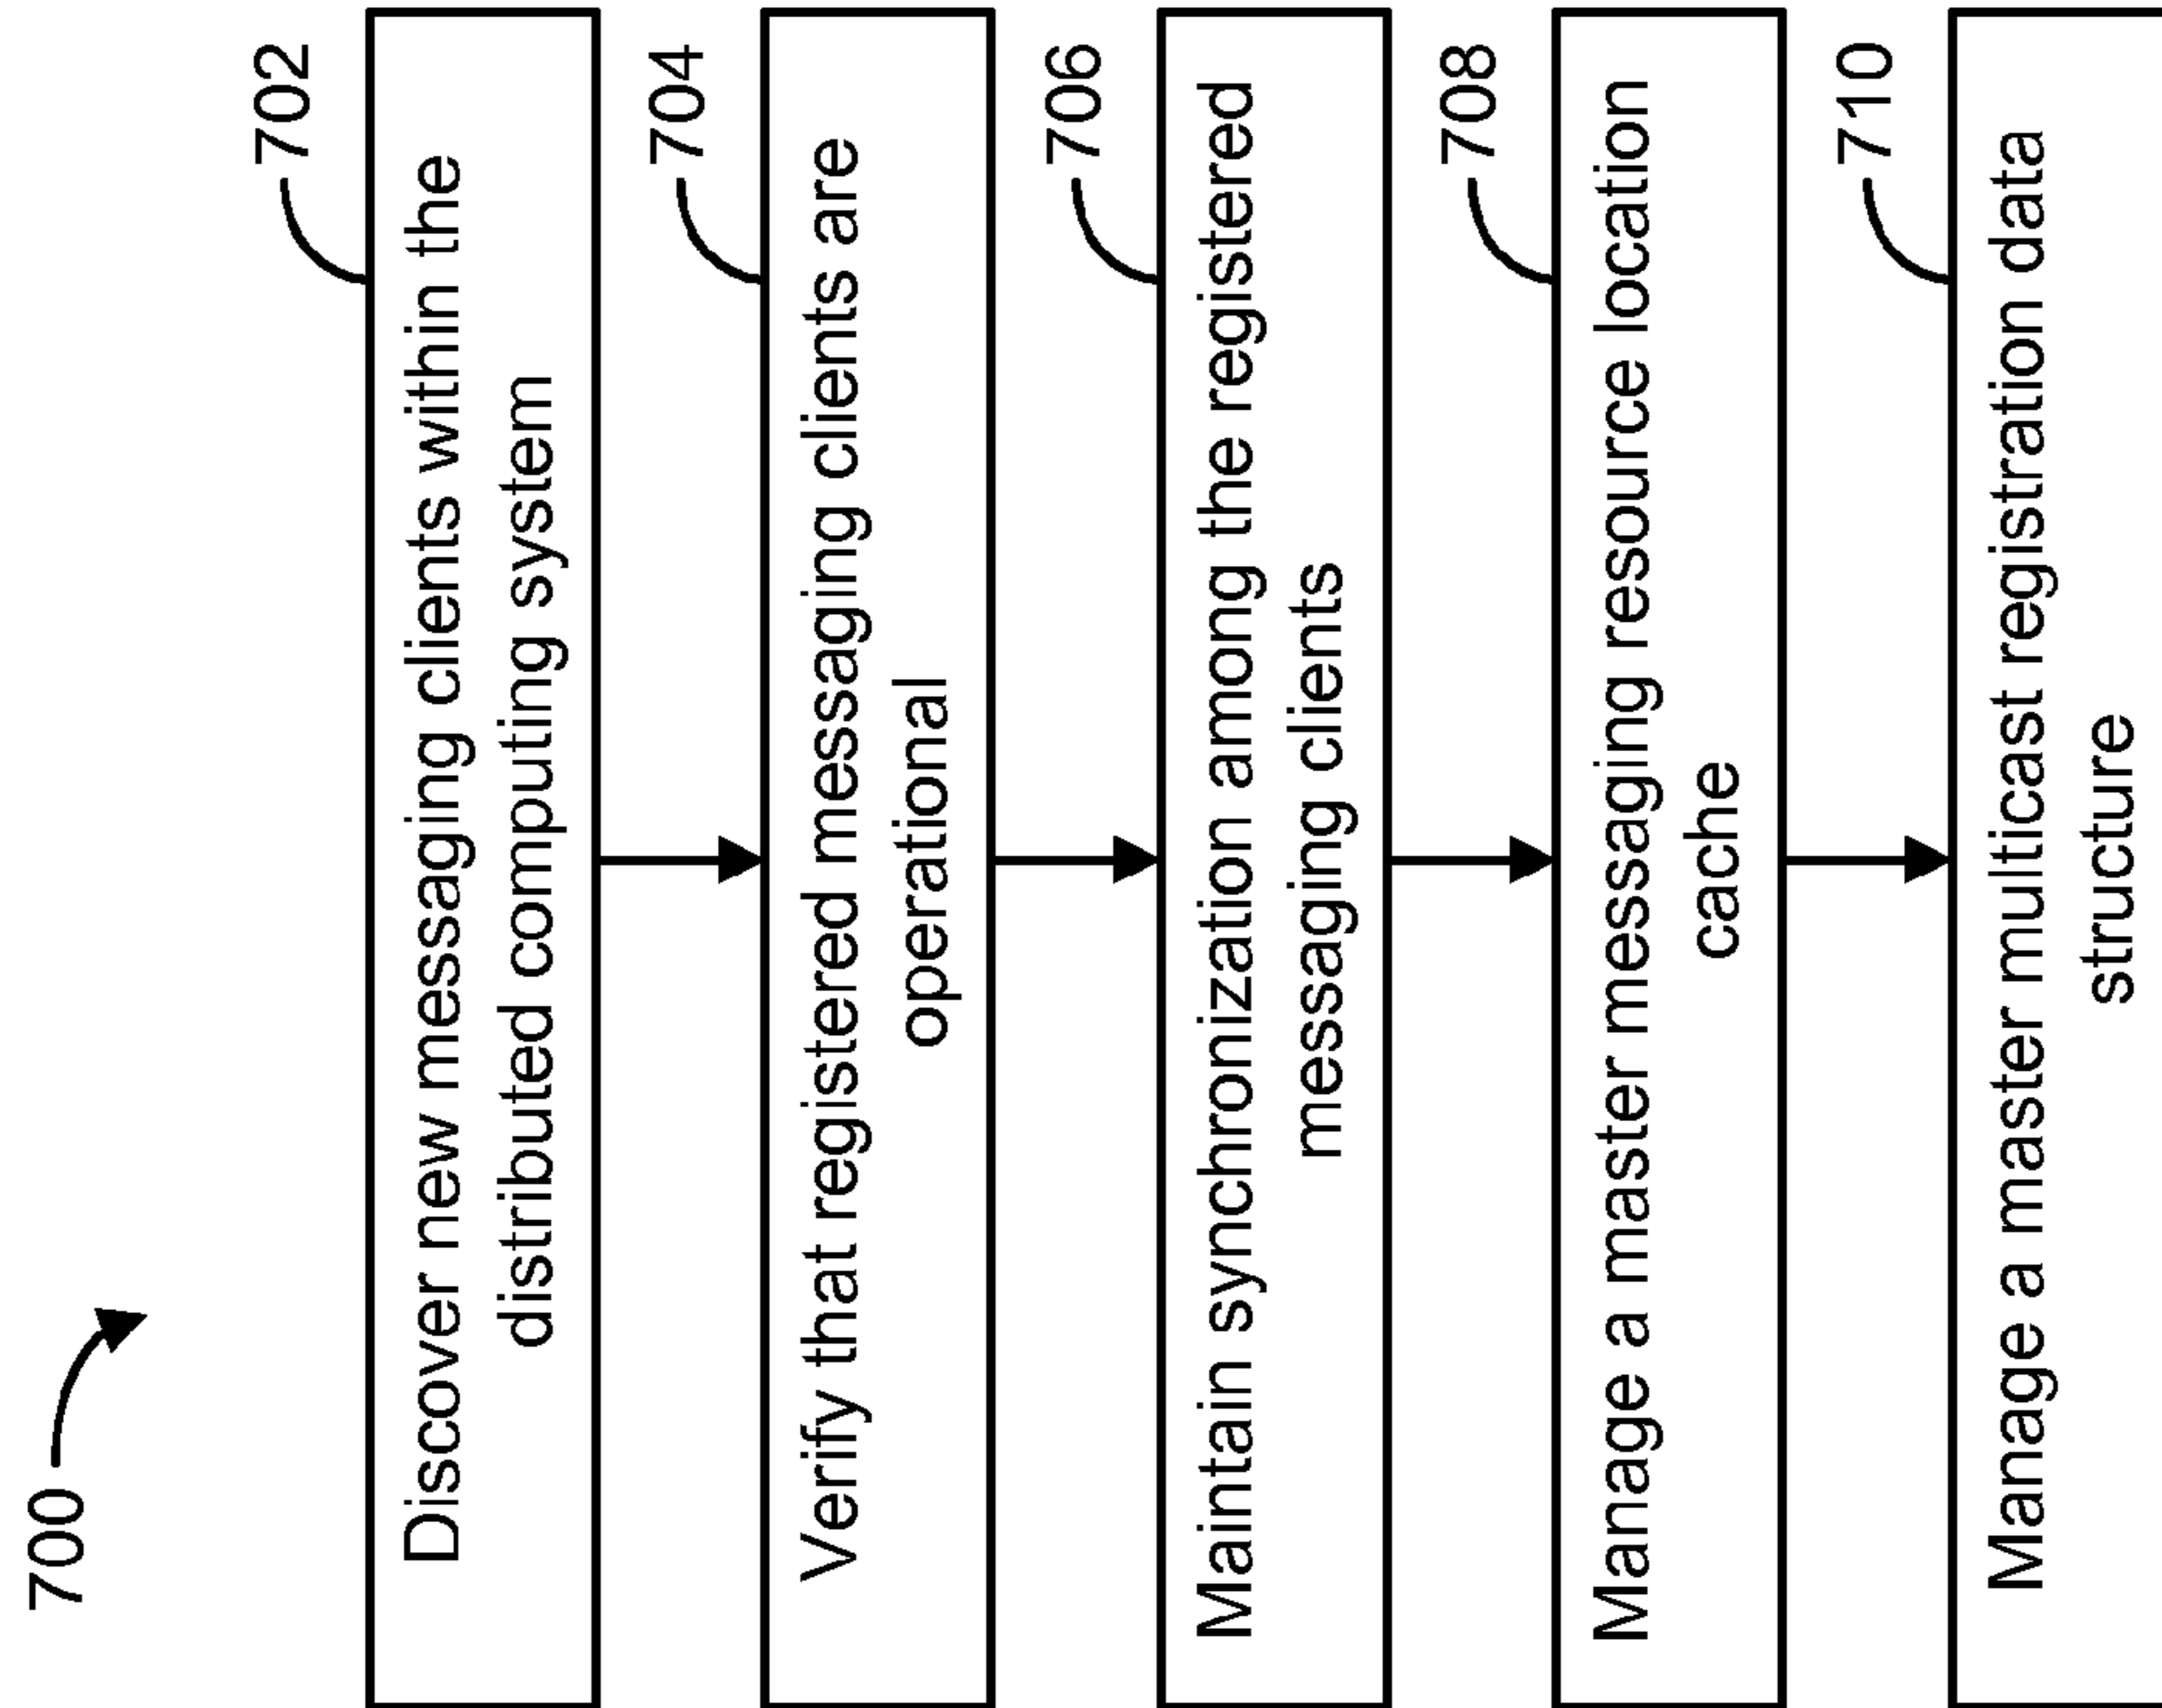 700
702
Discover new messaging clients within the
distributed computing system
704
Verify that registered messaging clients are
operational
706
Maintain synchronization among the registered
messaging clients
708
Manage a master messaging resource location
cache
710
Manage a master multicast registration data
structure